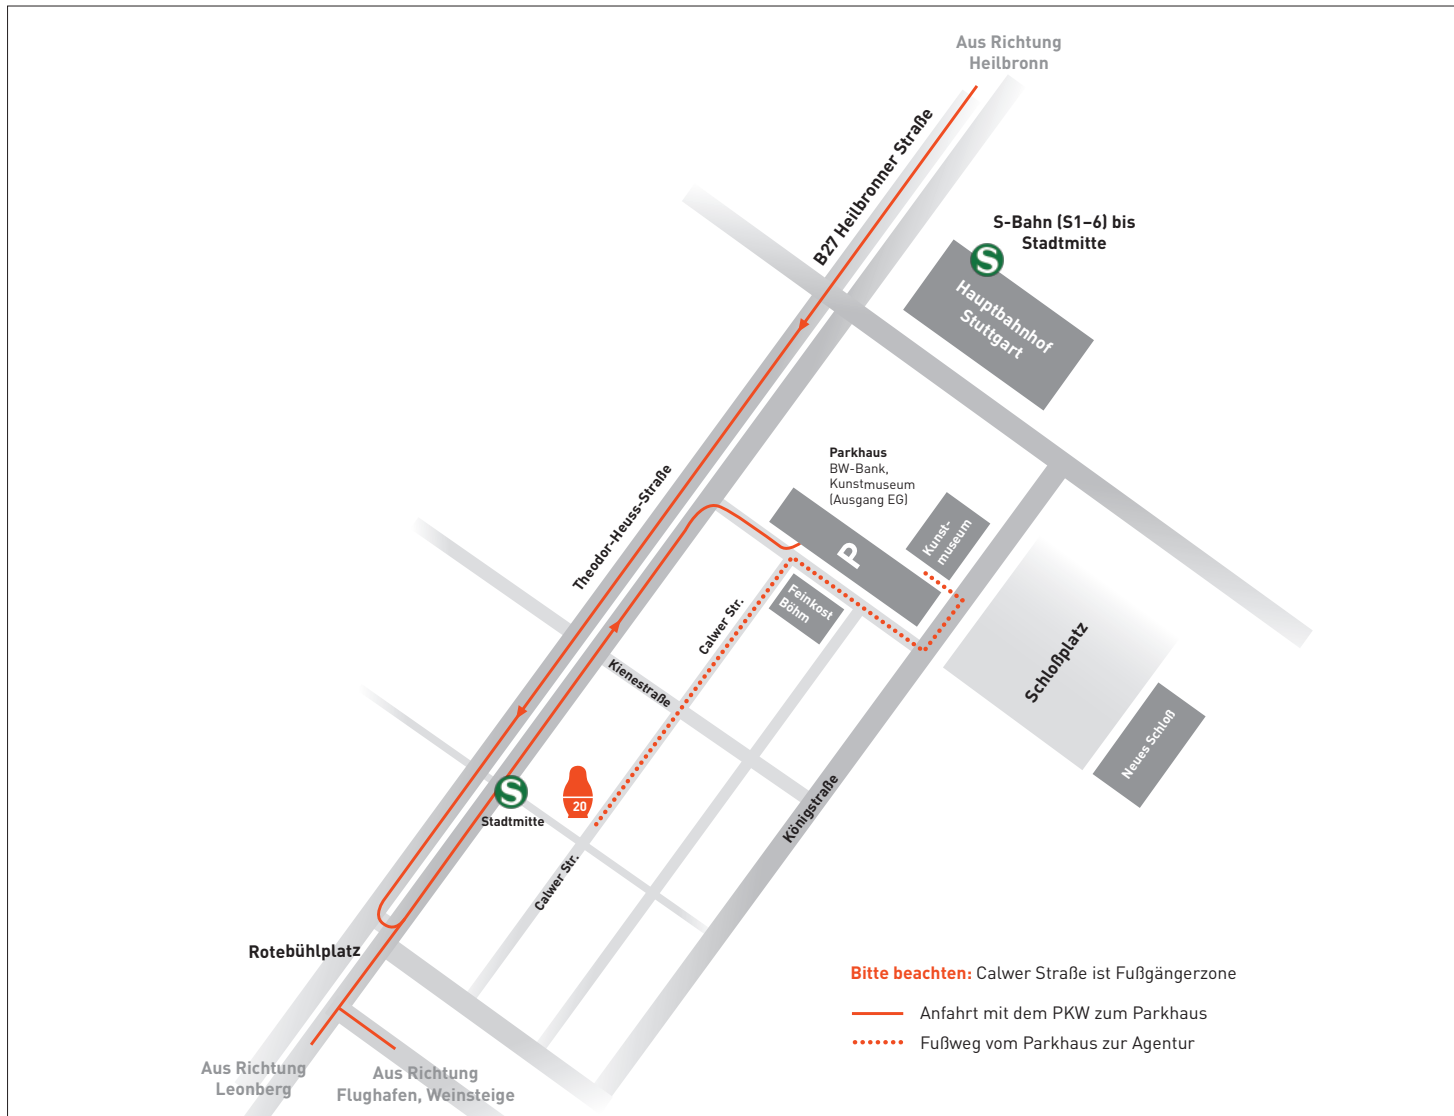 Aus Richtung
Heilbronn
B27 Heilbronner Straße
S-Bahn (S1–6) bis
Stadtmitte
S
Hauptbahnhof
Stuttgart
Parkhaus
BW-Bank,
Kunstmuseum
(Ausgang EG)
Theodor-Heuss-Straße
P
Kunst-
museum
Feinkost
Böhm
Calwer Str.
Kienestraße
Schloßplatz
Neues Schloß
S
Stadtmitte
20
Königstraße
Calwer Str.
Rotebühlplatz
Bitte beachten: Calwer Straße ist Fußgängerzone
Anfahrt mit dem PKW zum Parkhaus
Fußweg vom Parkhaus zur Agentur
Aus Richtung
Leonberg
Aus Richtung
Flughafen, Weinsteige